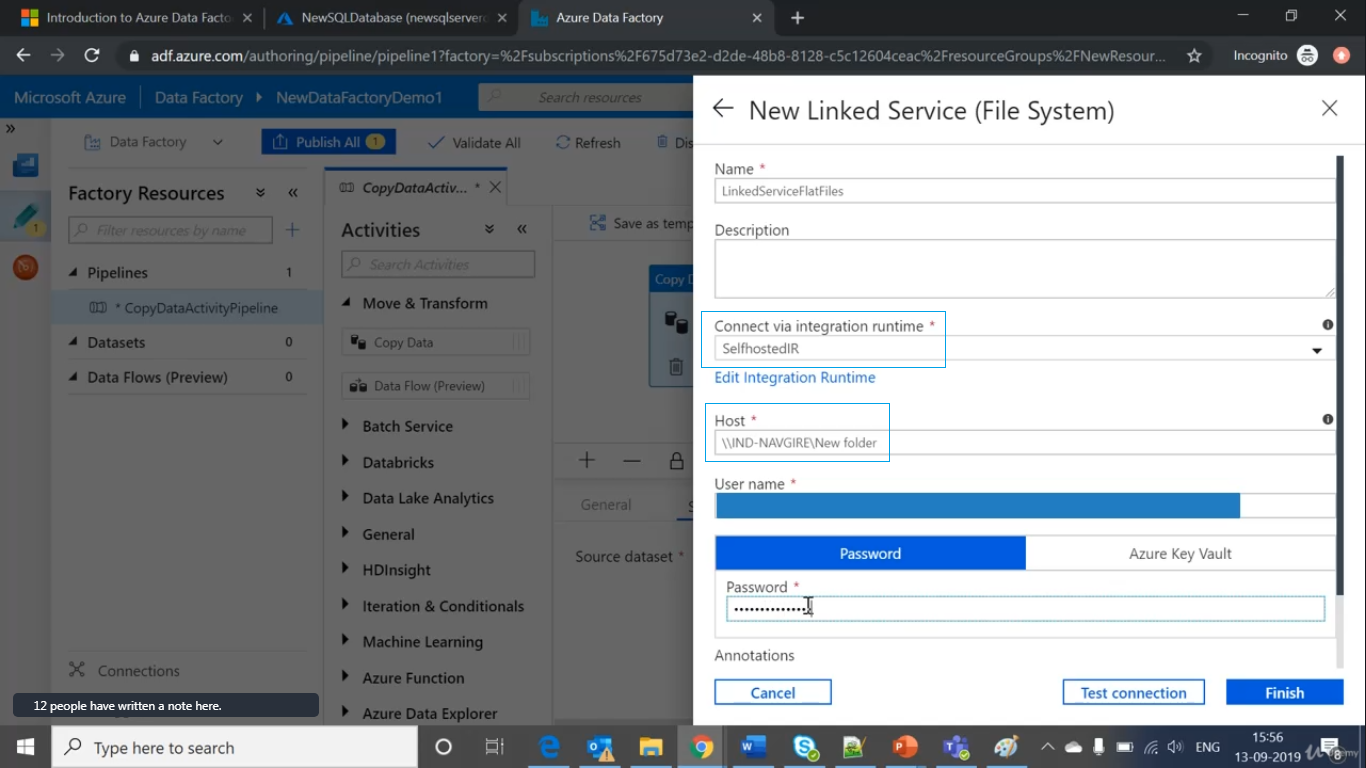 Introduction to Azure Data Facto
NewSQLDatabase (newsqlserver
Azure Data Factory
adf.azure.com/authoring/pipeline/pipeline1?factory=%2Fsubscriptions%2F675d73e2-d2de-48b8-8128-c5c12604ceac%2FresourceGroups%2FNewResour...
Incognito
Microsoft Azure
Data Factory
NewDataFactoryDemo1
Search resources
New Linked Service (File System)
Data Factory
Publish All 1
Validate All
Refresh
Dis
Name *
LinkedServiceFlatFiles
Factory Resources
CopyDataActiv... *
Filter resources by name
1
Activities
Save as temp
Description
Search Activities
Pipelines 1
Copy D
* CopyDataActivityPipeline
Move & Transform
Connect via integration runtime *
SelfhostedIR
Datasets 0
Copy Data
Data Flows (Preview) 0
Data Flow (Preview)
Edit Integration Runtime
Batch Service
Host *
\\IND-NAVGIRE\New folder
Databricks
Data Lake Analytics
User name *
General
S
General
HDInsight
Source dataset *
Password
Azure Key Vault
Password *
Iteration & Conditionals
Machine Learning
Annotations
Connections
Azure Function
Cancel
Test connection
Finish
12 people have written a note here.
Azure Data Explorer
Type here to search
ENG
15:56
13-09-2019
8